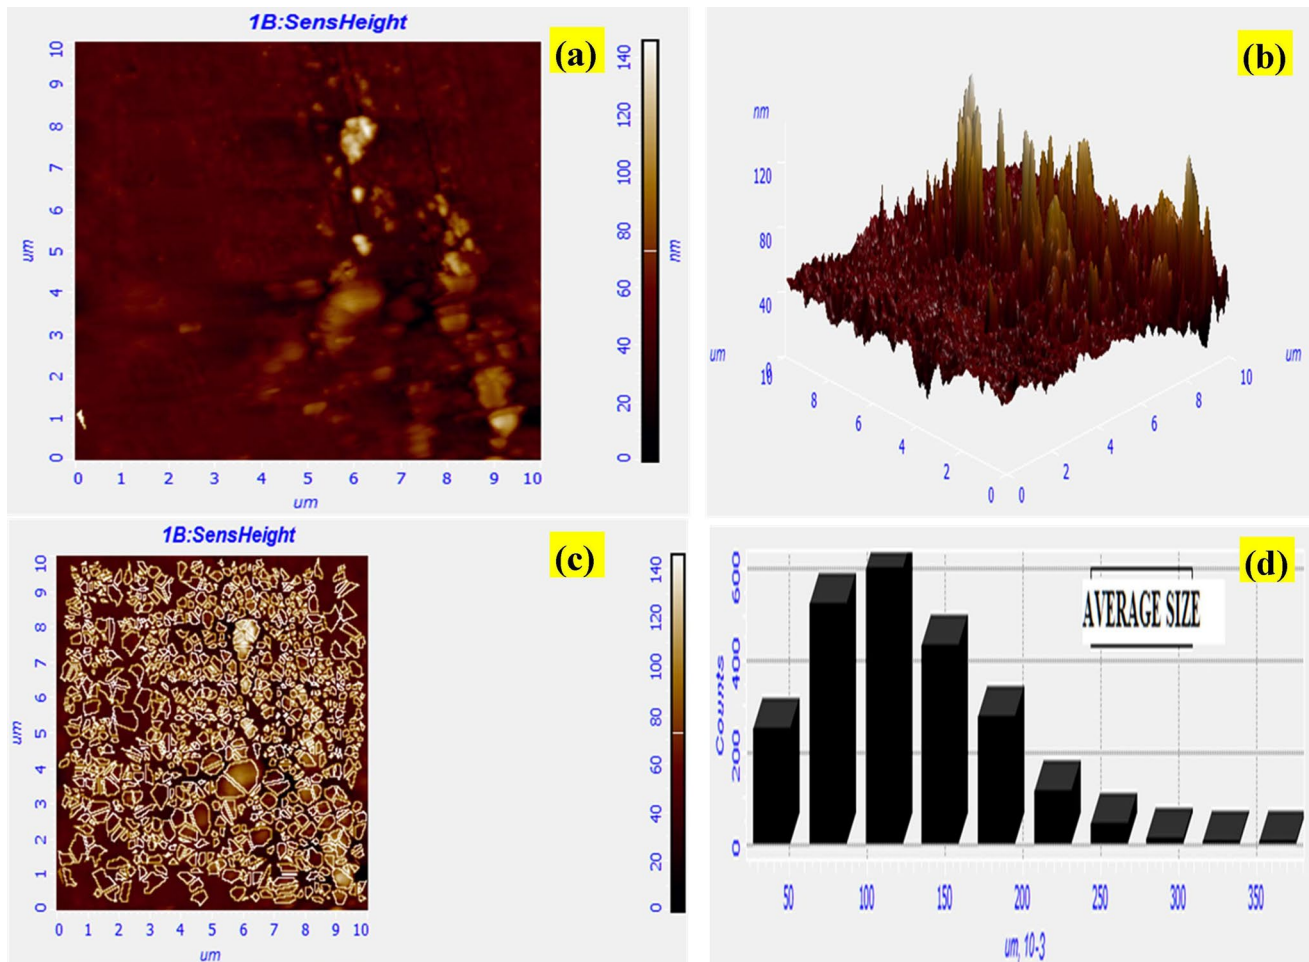 1B:SensHeight
(a)
10
9
8
7
6
5
4
3
2
1
0
um
0 1 2 3 4 5 6 7 8 9 10
um
140
120
100
80
60
40
20
0
nm
(b)
nm
120
80
40
0
um
10 8 6 4 2 0
0 2 4 6 8 10
um
1B:SensHeight
(c)
10
9
8
7
6
5
4
3
2
1
0
um
0 1 2 3 4 5 6 7 8 9 10
um
140
120
100
80
60
40
20
0
(d)
AVERAGE SIZE
600
400
200
0
Counts
50 100 150 200 250 300 350
um, 10-3